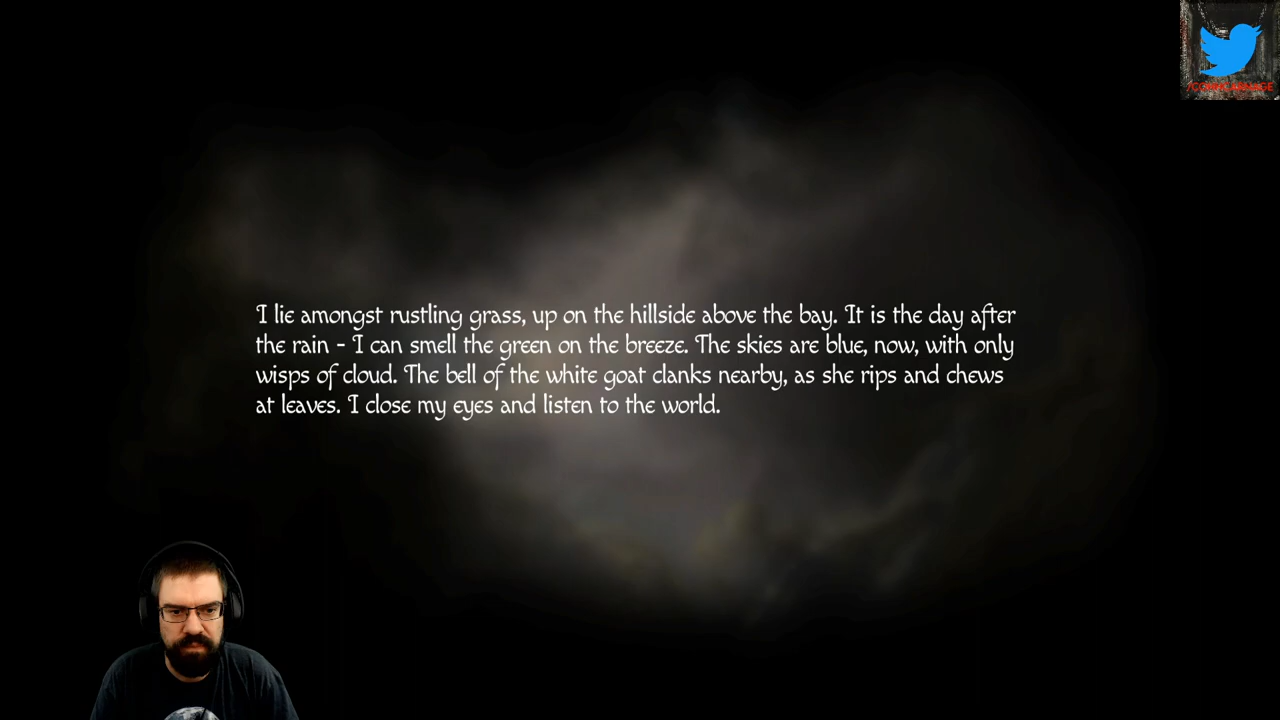 I lie amongst rustling grass, up on the hillside above the bay. It is the day after
the rain - I can smell the green on the breeze. The skies are blue, now, with only
wisps of cloud. The bell of the white goat clanks nearby, as she rips and chews
at leaves. I close my eyes and listen to the world.